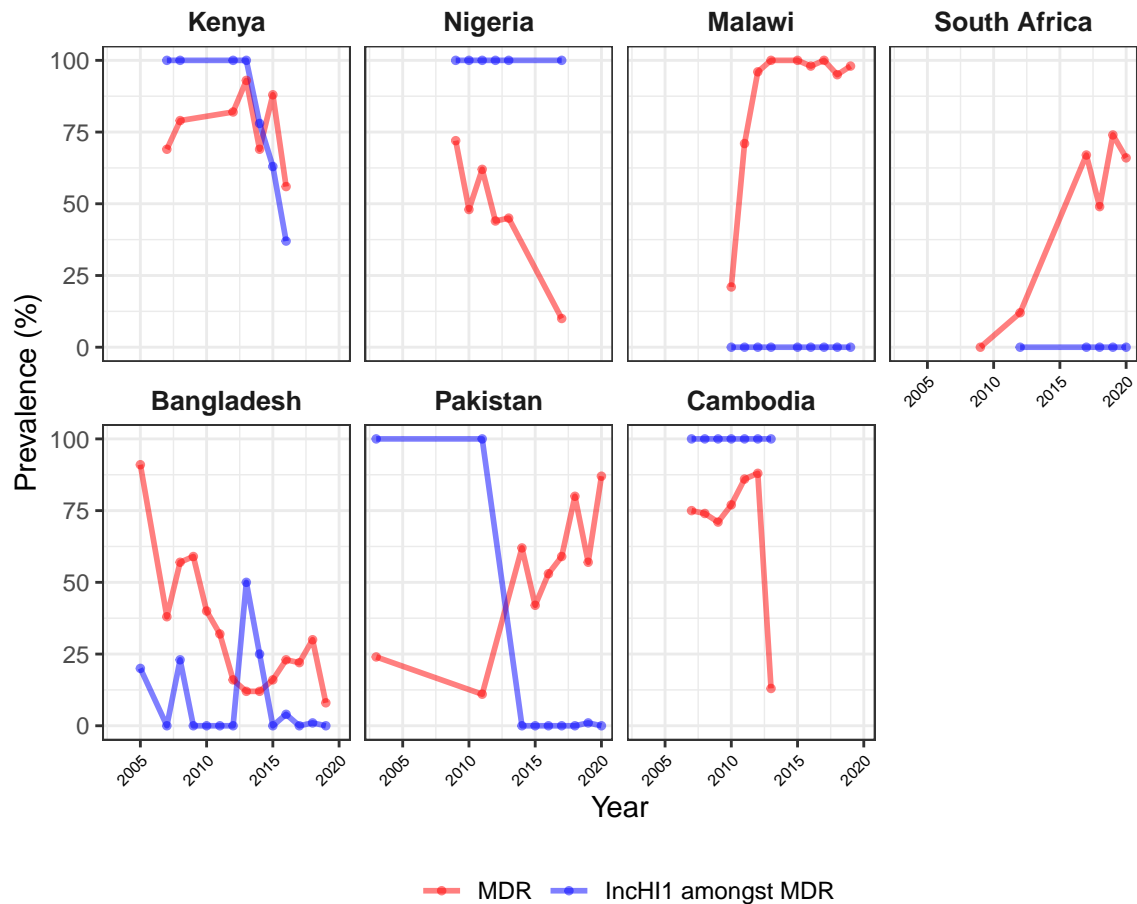 Kenya Nigeria Malawi South Africa
100
75
50
25
0
2005 2010 2015 2020
Bangladesh Pakistan Cambodia
100
75
50
25
0
2005 2010 2015 2020 2005 2010 2015 2020 2005 2010 2015 2020
Prevalence (%)
Year
MDR IncHI1 amongst MDR